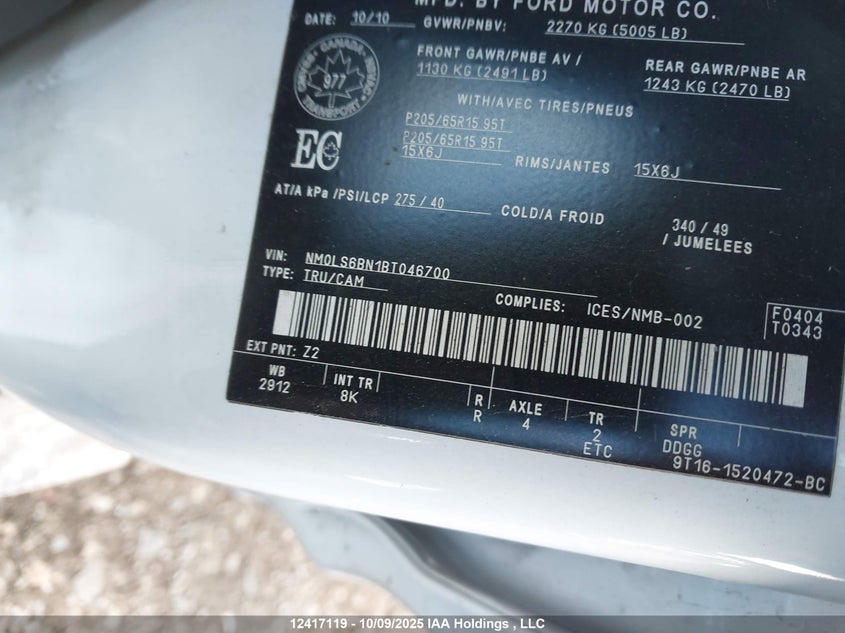 MFD. BY FORD MOTOR CO.
DATE: 10/10 GVWR/PNBV: 2270 KG (5005 LB)
FRONT GAWR/PNBE AV / REAR GAWR/PNBE AR
1130 KG (2491 LB) 1243 KG (2470 LB)
CANADA
977
TRANSPORT
WITH/AVEC TIRES/PNEUS
P205/65R15 95T
P205/65R15 95T
EC
15X6J RIMS/JANTES 15X6J
AT/A kPa /PSI/LCP 275 / 40 COLD/A FROID 340 / 49
/ JUMELEES
VIN: NM0LS6BN1BT046700
TYPE: TRU/CAM
COMPLIES: ICES/NMB-002
F0404
T0343
EXT PNT: Z2
WB INT TR R AXLE TR SPR
2912 8K R 4 2 DDGG
ETC 9T16-1520472-BC
12417119 - 10/09/2025 IAA Holdings , LLC